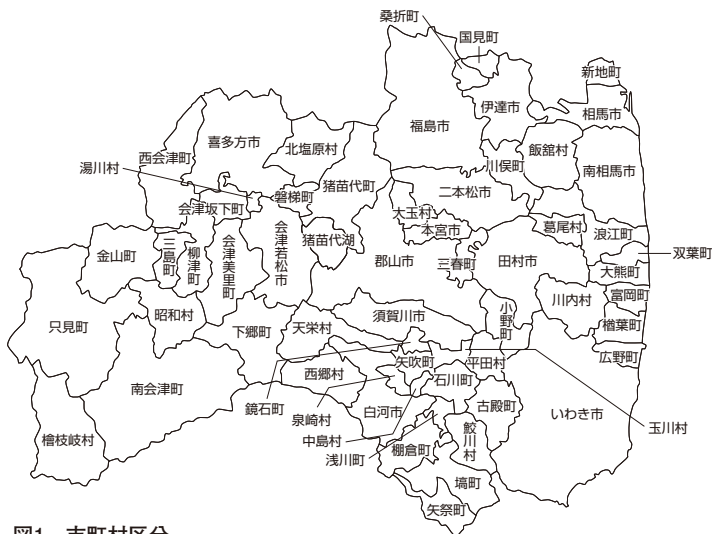 桑折町
国見町
新地町
伊達市
相馬市
福島市
喜多方市
北塩原村
飯舘村
西会津町
川俣町
南相馬市
湯川村
猪苗代町
磐梯町
二本松市
会津坂下町
大玉村
葛尾村
浪江町
本宮市
猪苗代湖
双葉町
金山町
三島町
柳津町
会津美里町
会津若松市
郡山市
三春町
田村市
大熊町
川内村
富岡町
昭和村
須賀川市
小野町
楢葉町
只見町
下郷町
天栄村
広野町
矢吹町
平田村
南会津町
西郷村
石川町
鏡石町
泉崎村
白河市
古殿町
いわき市
玉川村
檜枝岐村
中島村
浅川町
棚倉町
鮫川村
塙町
矢祭町
図1 市町村区分